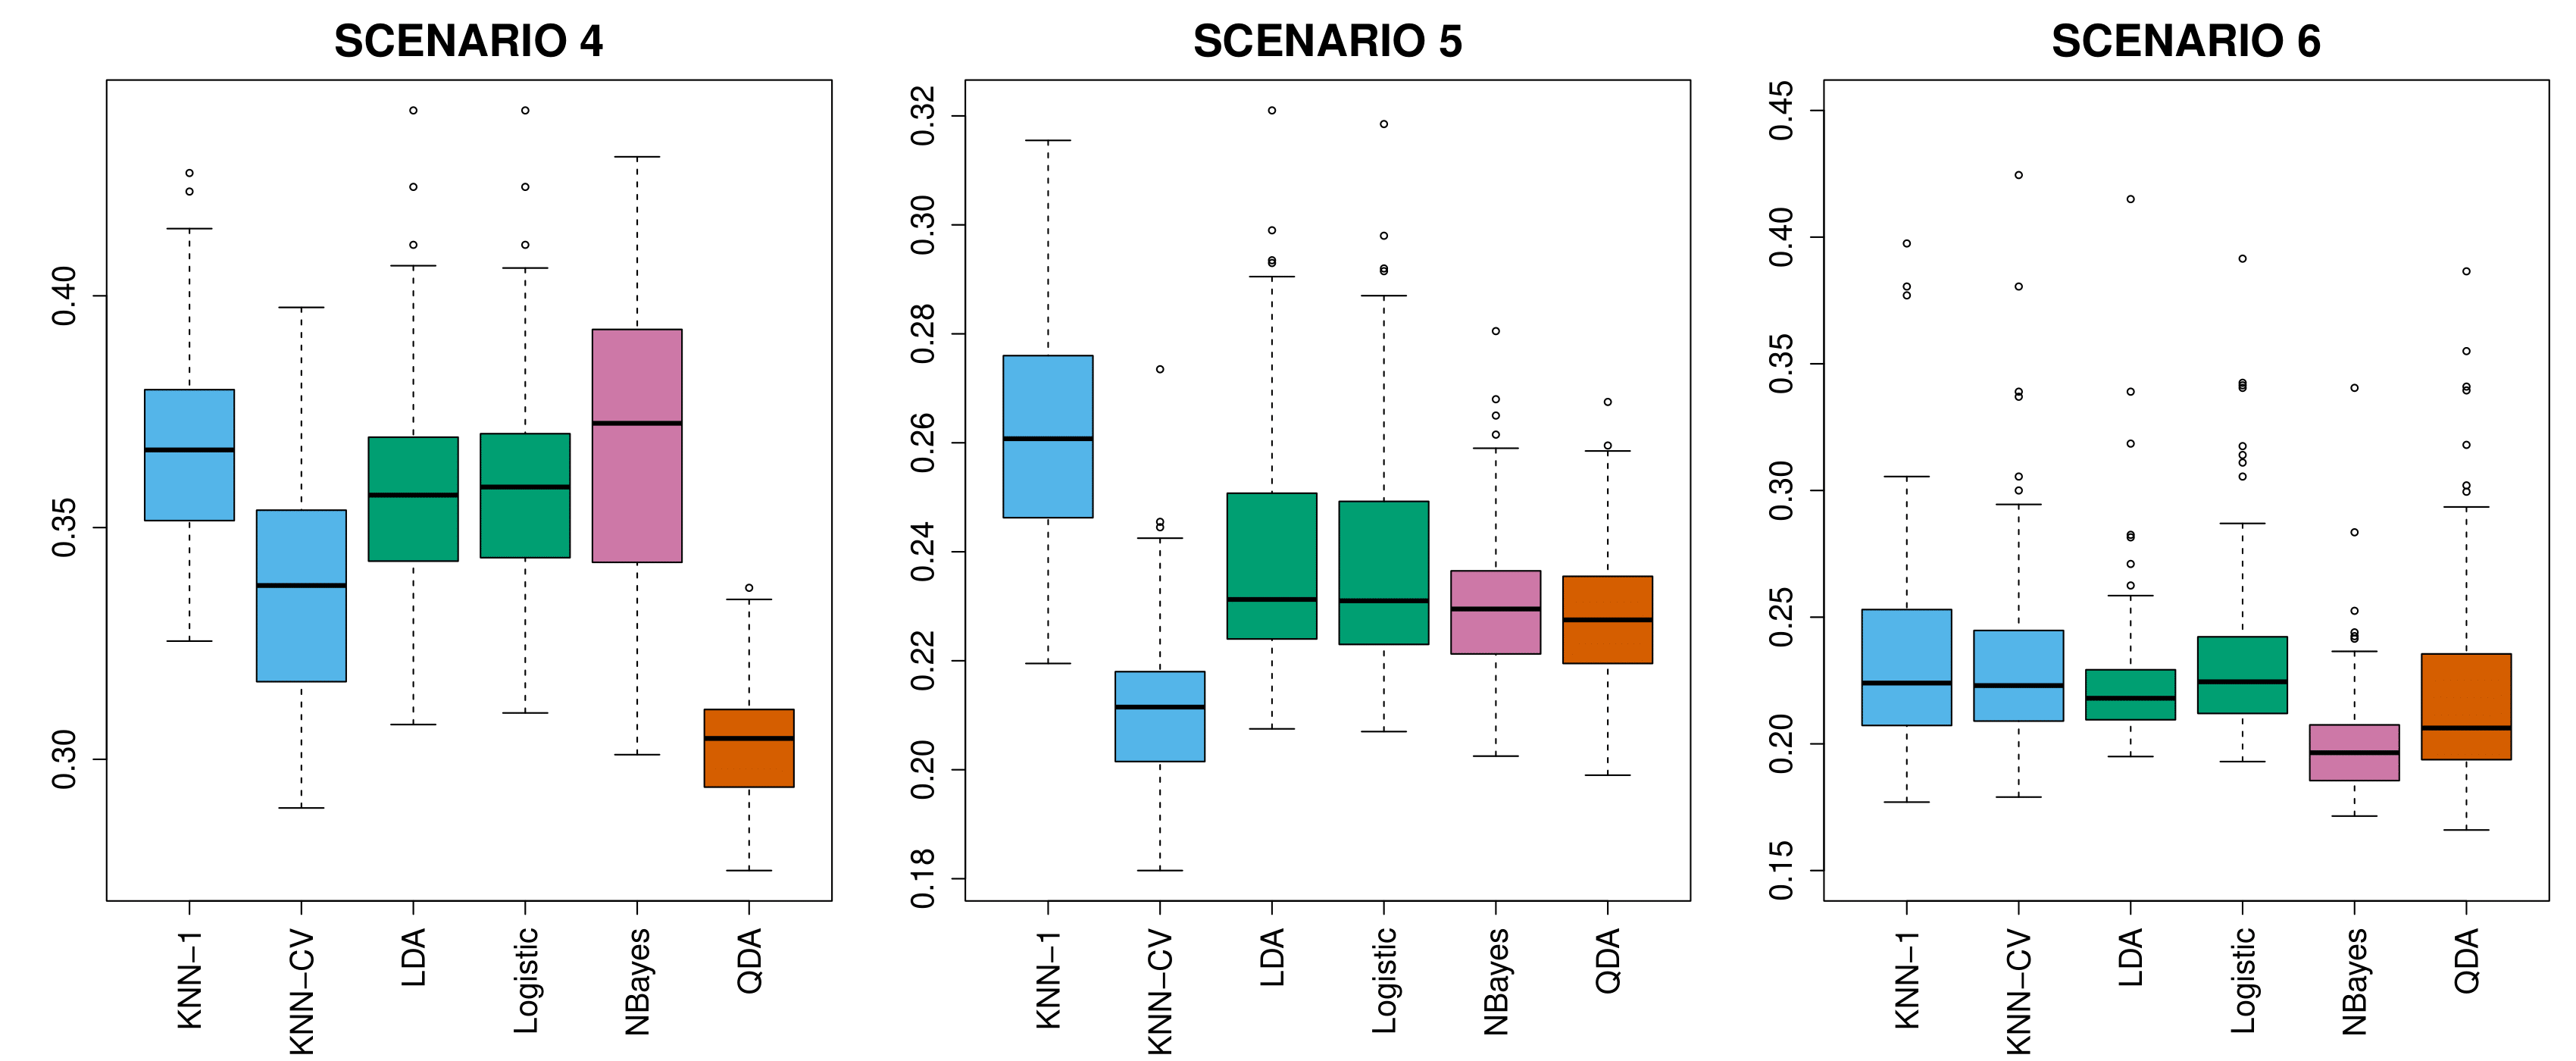 SCENARIO 4
0.40
0.35
0.30
KNN−1
KNN−CV
LDA
Logistic
NBayes
QDA
SCENARIO 5
0.32
0.30
0.28
0.26
0.24
0.22
0.20
0.18
KNN−1
KNN−CV
LDA
Logistic
NBayes
QDA
SCENARIO 6
0.45
0.40
0.35
0.30
0.25
0.20
0.15
KNN−1
KNN−CV
LDA
Logistic
NBayes
QDA